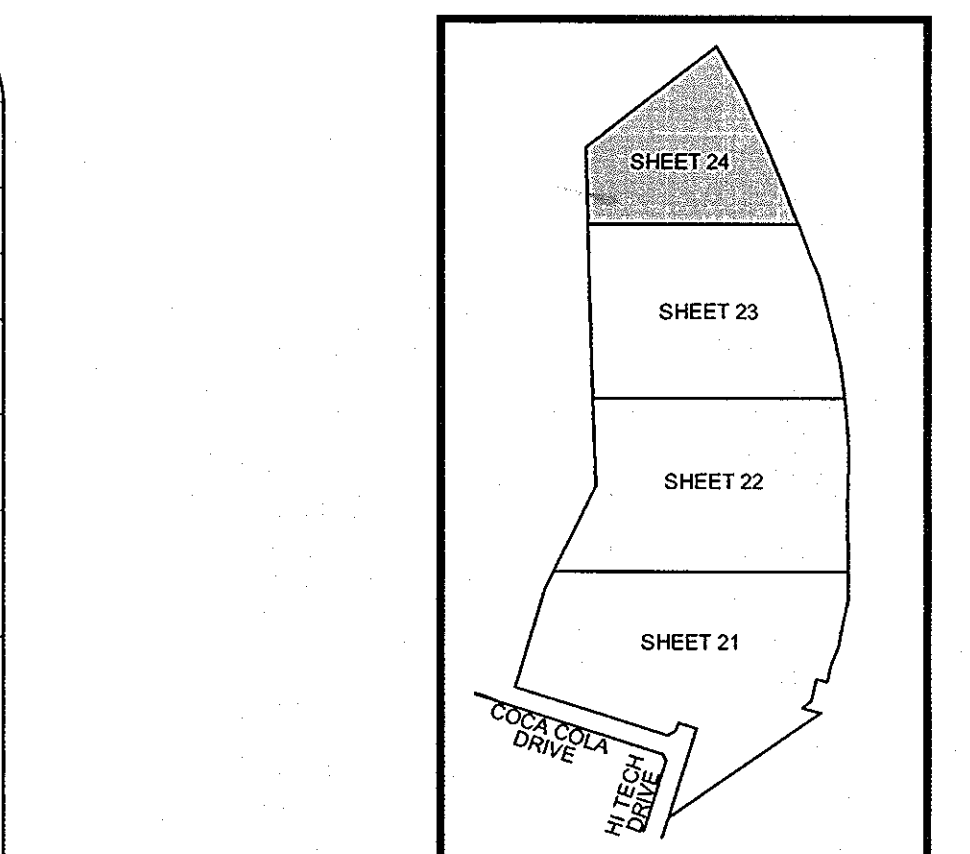 SHEET 24
SHEET 23
SHEET 22
SHEET 21
COCA COLA
DRIVE
HI TECH
DRIVE